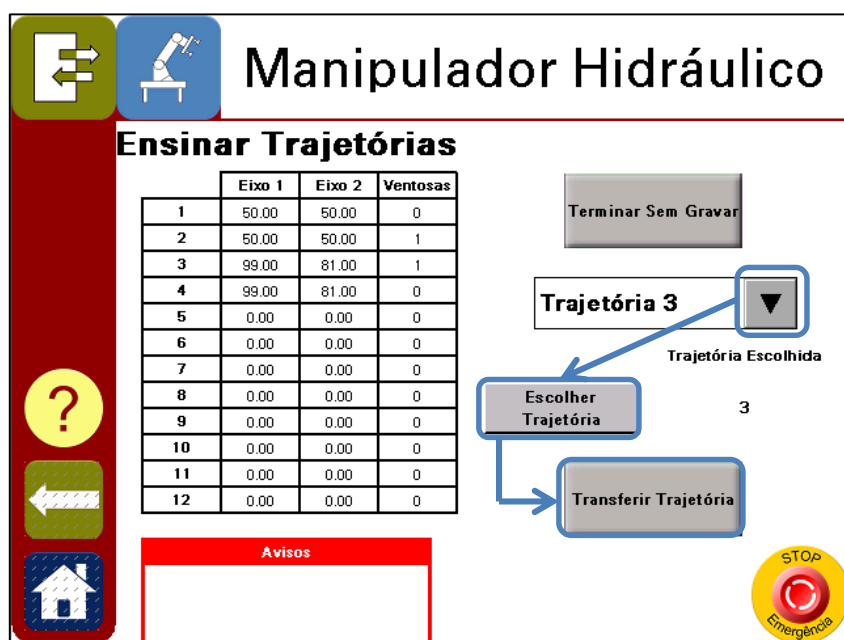 Manipulador Hidráulico
Ensinar Trajetórias
Eixo 1 Eixo 2 Ventosas
1 50.00 50.00 0
2 50.00 50.00 1
3 99.00 81.00 1
4 99.00 81.00 0
5 0.00 0.00 0
6 0.00 0.00 0
7 0.00 0.00 0
8 0.00 0.00 0
9 0.00 0.00 0
10 0.00 0.00 0
11 0.00 0.00 0
12 0.00 0.00 0
Terminar Sem Gravar
Trajetória 3
Trajetória Escolhida
3
Escolher
Trajetória
Transferir Trajetória
?
Avisos
STOP
Emergência